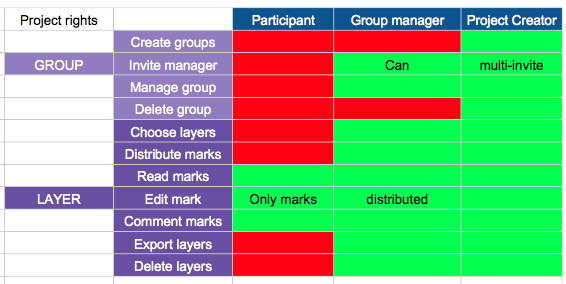 Project rights Participant Group manager Project Creator
Create groups
GROUP Invite manager Can multi-invite
Manage group
Delete group
Choose layers
Distribute marks
Read marks
LAYER Edit mark Only marks distributed
Comment marks
Export layers
Delete layers